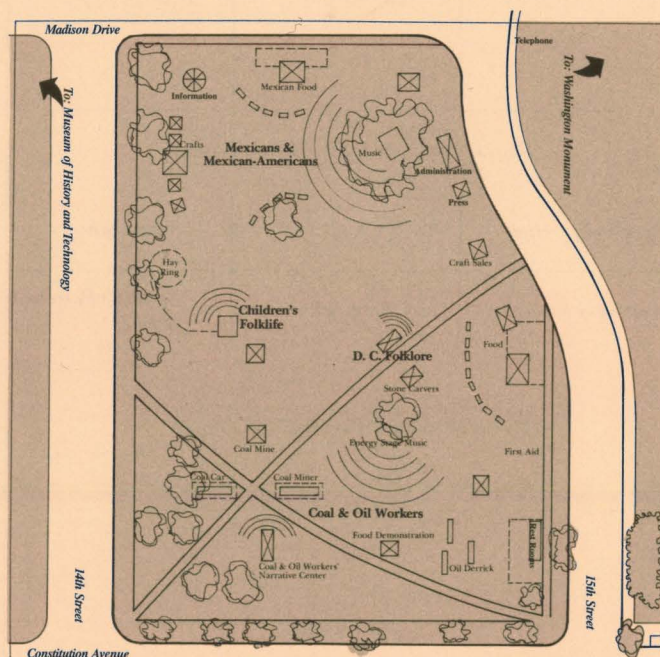 Madison Drive
Telephone
To: Museum of History and Technology
To: Washington Monument
Information
Mexican Food
Crafts
Mexicans &
Mexican-Americans
Music
Administration
Press
Craft Sales
Hay
Ring
Children's
Folklife
D. C. Folklore
Food
Stone Carvers
Energy Stage Music
Coal Mine
First Aid
Coal Car
Coal Miner
Coal & Oil Workers
Food Demonstration
Rest Rooms
Coal & Oil Workers'
Narrative Center
Oil Derrick
14th Street
15th Street
Constitution Avenue